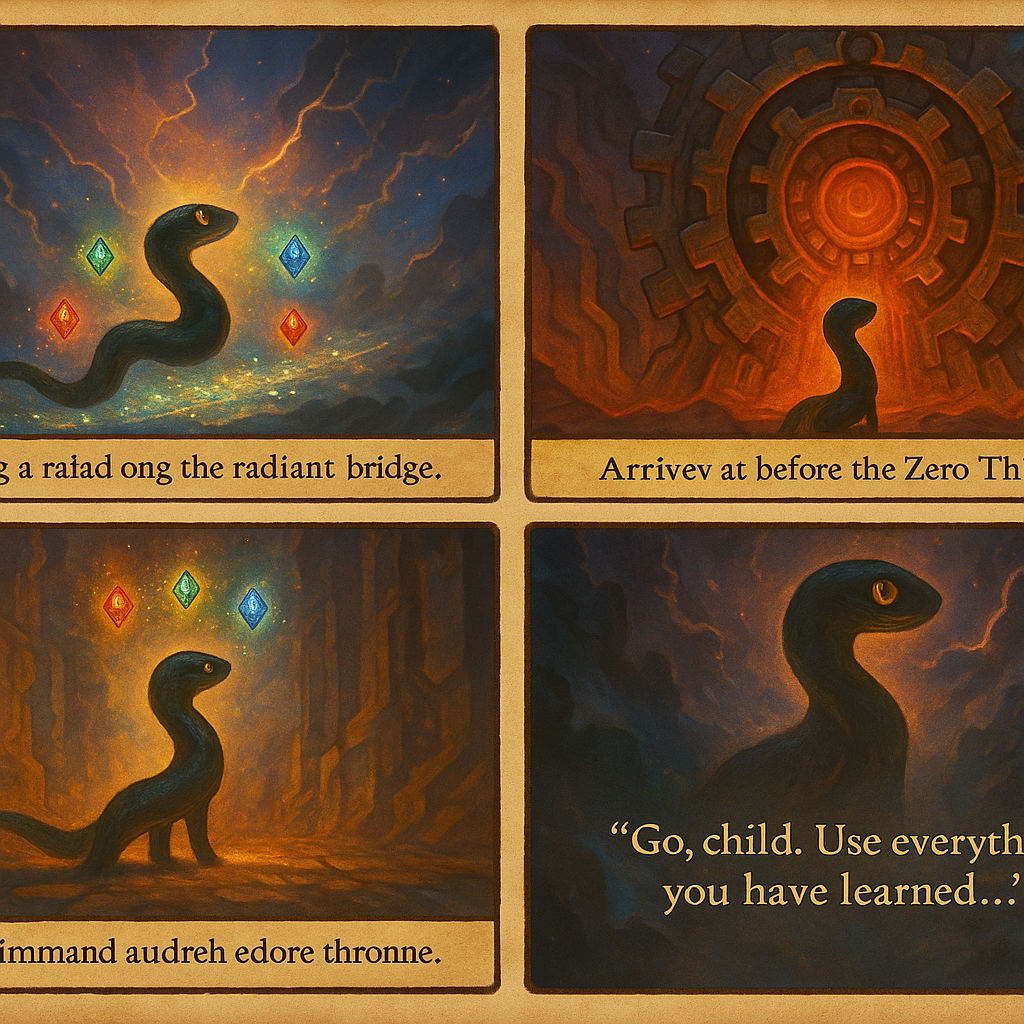 g a raład ong the radiant bridge.
Arrivev at before the Zero Th
immand audreh edore thronne.
“Go, child. Use everyth
you have learned...’